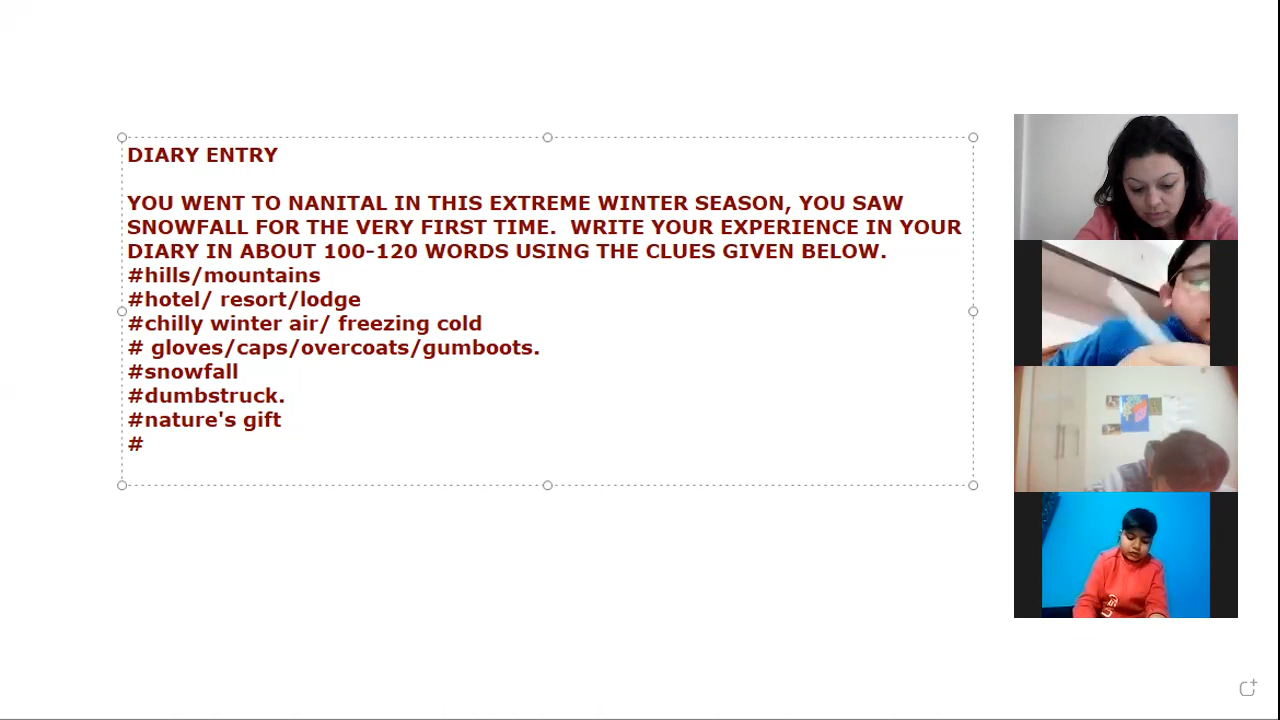 DIARY ENTRY
YOU WENT TO NANITAL IN THIS EXTREME WINTER SEASON, YOU SAW
SNOWFALL FOR THE VERY FIRST TIME.  WRITE YOUR EXPERIENCE IN YOUR
DIARY IN ABOUT 100-120 WORDS USING THE CLUES GIVEN BELOW.
#hills/mountains
#hotel/ resort/lodge
#chilly winter air/ freezing cold
# gloves/caps/overcoats/gumboots.
#snowfall
#dumbstruck.
#nature's gift
#